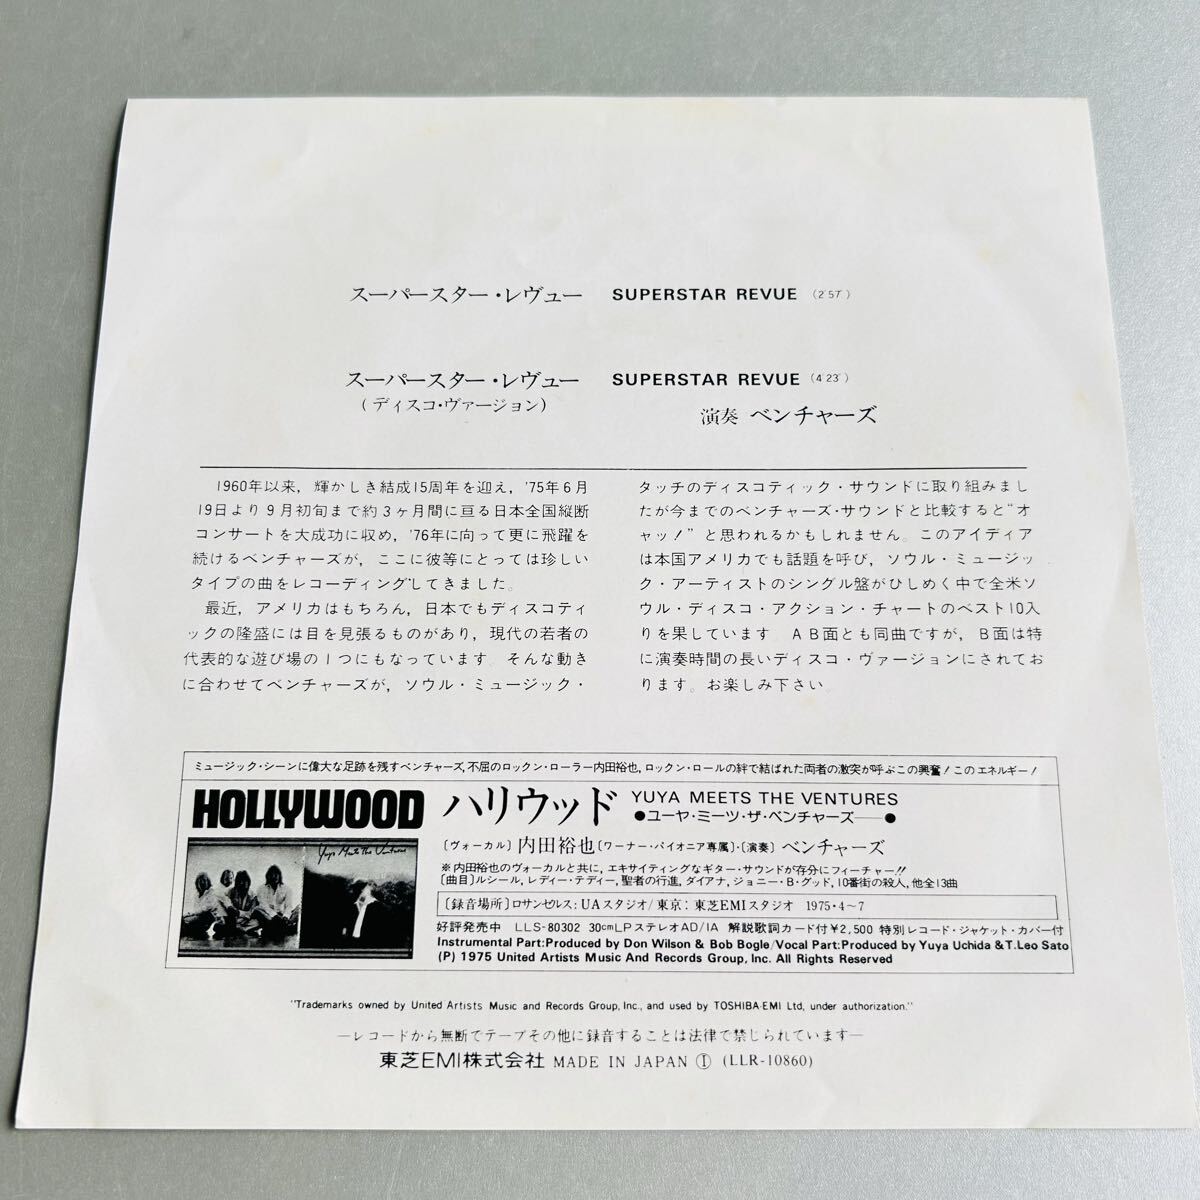 スーパースター・レヴュー SUPERSTAR REVUE (2'57")
スーパースター・レヴュー SUPERSTAR REVUE (4'23")
(ディスコ・ヴァージョン)
演奏 ベンチャーズ
1960年以来, 輝かしき結成15周年を迎え, '75年6月
19日より9月初旬まで約3ヶ月間に亘る日本全国縦断
コンサートを大成功に収め, '76年に向って更に飛躍を
続けるベンチャーズが, ここに彼等にとっては珍しい
タイプの曲をレコーディングしてきました。
最近, アメリカはもちろん, 日本でもディスコティ
ックの隆盛には目を見張るものがあり, 現代の若者の
代表的な遊び場の1つにもなっています。そんな動き
に合わせてベンチャーズが, ソウル・ミュージック・
タッチのディスコティック・サウンドに取り組みまし
たが今までのベンチャーズ・サウンドと比較すると"オ
ヤッ!"と思われるかもしれません。このアイディア
は本国アメリカでも話題を呼び, ソウル・ミュージッ
ク・アーティストのシングル盤がひしめく中で全米ソ
ウル・ディスコ・アクション・チャートのベスト10入
りを果しています。AB面とも同曲ですが, B面は特
に演奏時間の長いディスコ・ヴァージョンにされてお
ります。お楽しみ下さい。
ミュージック・シーンに偉大な足跡を残すベンチャーズ, 不屈のロックン・ローラー内田裕也, ロックン・ロールの絆で結ばれた両者の激突が呼ぶこの興奮!このエネルギー!
HOLLYWOOD
ハリウッド YUYA MEETS THE VENTURES
●ユーヤ・ミーツ・ザ・ベンチャーズ——●
Yuya Meets The Ventures
〔ヴォーカル〕内田裕也〔ワーナー・パイオニア専属〕・〔演奏〕ベンチャーズ
※内田裕也のヴォーカルと共に, エキサイティングなギター・サウンドが存分にフィーチャー!!
〔曲目〕ルシール, レディー・テディー, 聖者の行進, ダイアナ, ジョニー・B・グッド, 10番街の殺人, 他全13曲
〔録音場所〕ロサンゼルス: UAスタジオ/東京: 東芝EMIスタジオ 1975・4～7
好評発売中 LLS-80302 30cmLPステレオAD/1A 解説歌詞カード付¥2,500 特別レコード・ジャケット・カバー付
Instrumental Part:Produced by Don Wilson & Bob Bogle/Vocal Part:Produced by Yuya Uchida & T.Leo Sato
(P) 1975 United Artists Music And Records Group, Inc. All Rights Reserved
"Trademarks owned by United Artists Music and Records Group, Inc., and used by TOSHIBA-EMI Ltd, under authorization."
—レコードから無断でテープその他に録音することは法律で禁じられています—
東芝EMI株式会社 MADE IN JAPAN Ⓘ (LLR-10860)